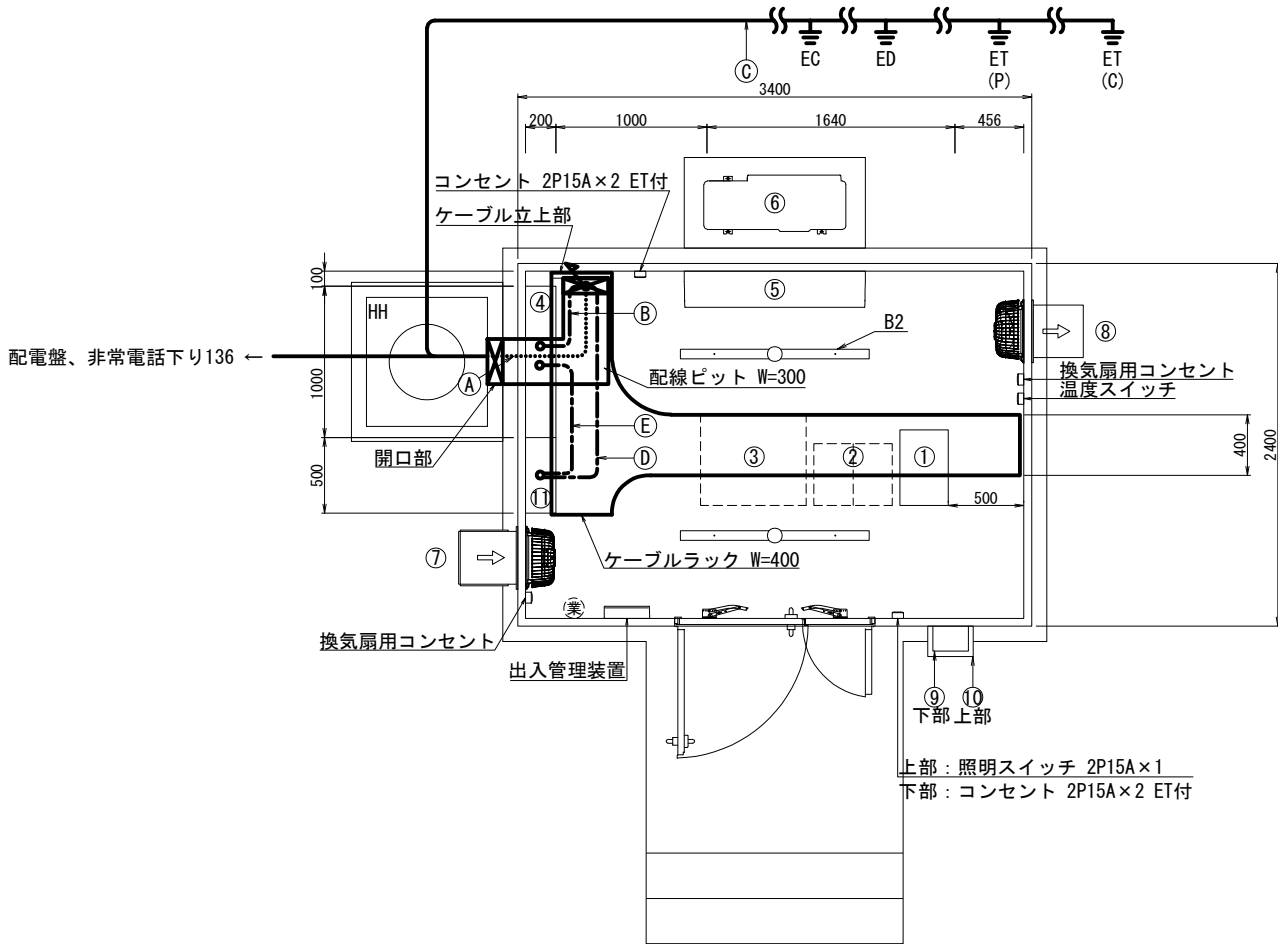 EC
ED
ET
(P)
ET
(C)
Ⓒ
3400
200
1000
1640
456
コンセント 2P15A×2 ET付
ケーブル立上部
⑥
100
HH
④
Ⓑ
⑤
B2
⑧
配電盤、非常電話下り136 ←
Ⓐ
配線ピット W=300
換気扇用コンセント
温度スイッチ
1000
2400
開口部
Ⓔ
Ⓓ
③
②
①
400
500
⑪
500
ケーブルラック W=400
⑦
業
換気扇用コンセント
出入管理装置
⑨
⑩
下部
上部
上部：照明スイッチ 2P15A×1
下部：コンセント 2P15A×2 ET付